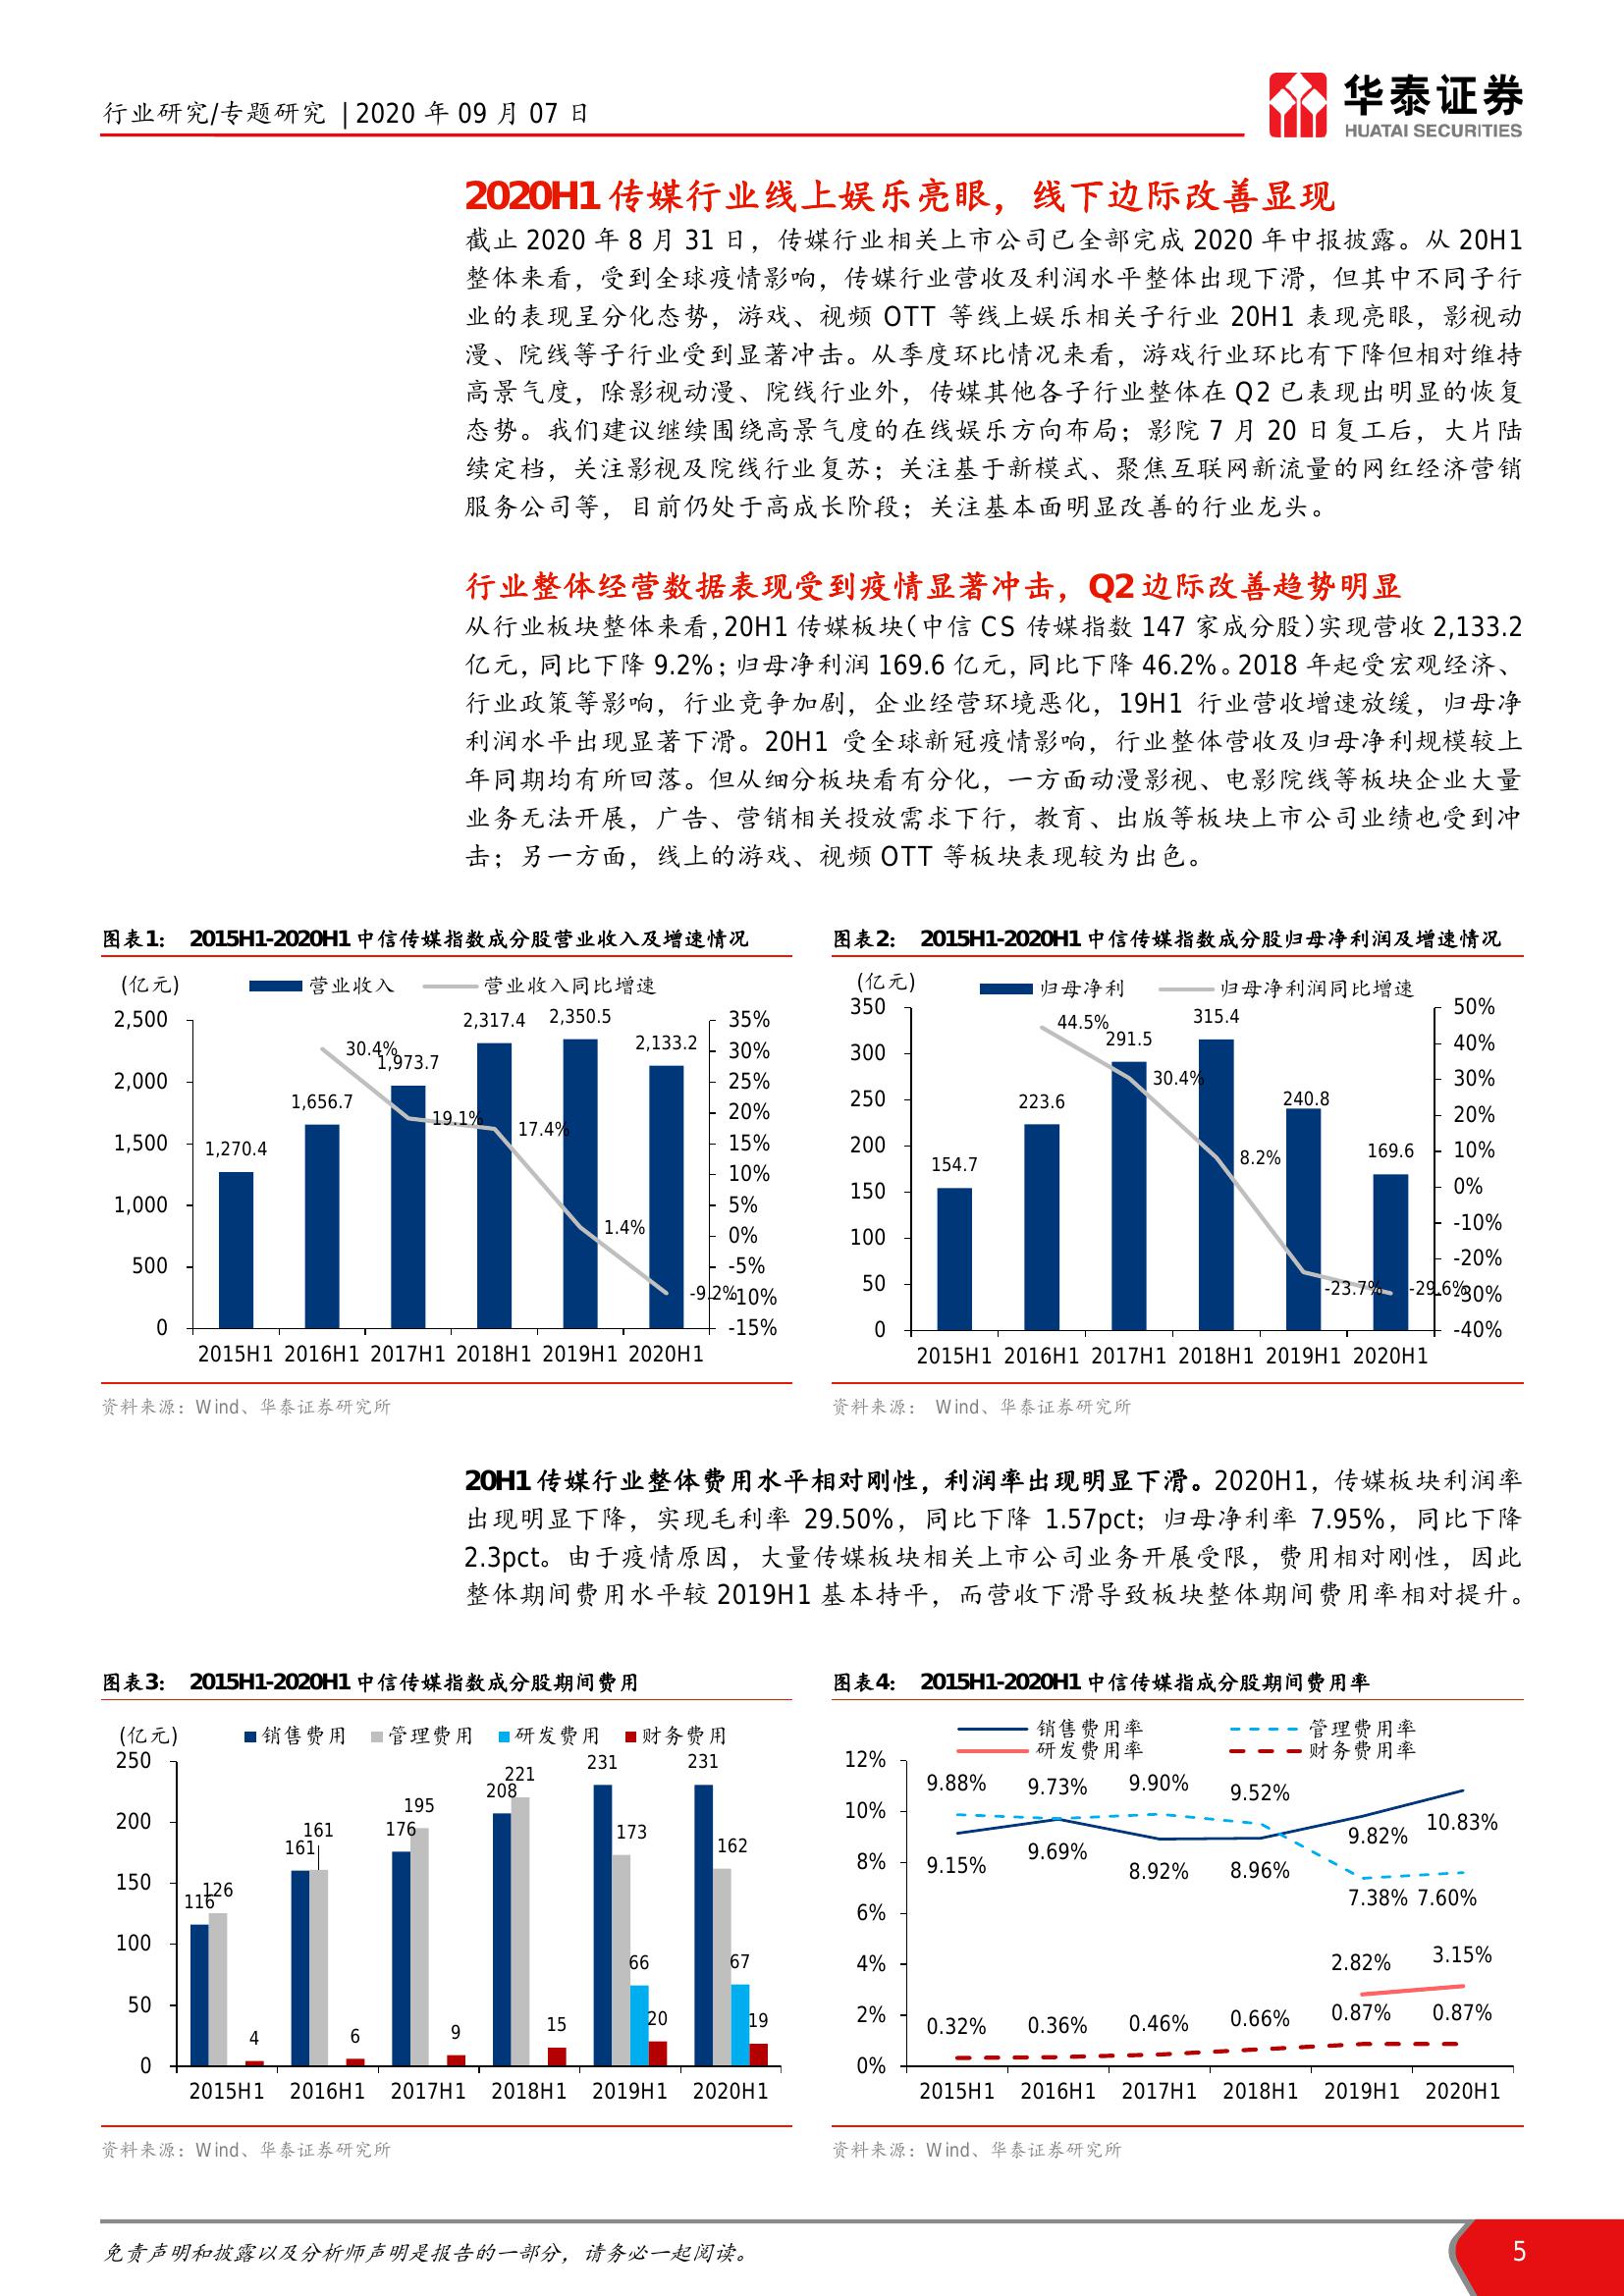 行业研究/专题研究 | 2020 年 09 月 07 日
华泰证券
HUATAI SECURITIES
2020H1 传媒行业线上娱乐亮眼，线下边际改善显现
截止 2020 年 8 月 31 日，传媒行业相关上市公司已全部完成 2020 年中报披露。从 20H1
整体来看，受到全球疫情影响，传媒行业营收及利润水平整体出现下滑，但其中不同子行
业的表现呈分化态势，游戏、视频 OTT 等线上娱乐相关子行业 20H1 表现亮眼，影视动
漫、院线等子行业受到显著冲击。从季度环比情况来看，游戏行业环比有下降但相对维持
高景气度，除影视动漫、院线行业外，传媒其他各子行业整体在 Q2 已表现出明显的恢复
态势。我们建议继续围绕高景气度的在线娱乐方向布局；影院 7 月 20 日复工后，大片陆
续定档，关注影视及院线行业复苏；关注基于新模式、聚焦互联网新流量的网红经济营销
服务公司等，目前仍处于高成长阶段；关注基本面明显改善的行业龙头。
行业整体经营数据表现受到疫情显著冲击，Q2 边际改善趋势明显
从行业板块整体来看，20H1 传媒板块（中信 CS 传媒指数 147 家成分股）实现营收 2,133.2
亿元，同比下降 9.2%；归母净利润 169.6 亿元，同比下降 46.2%。2018 年起受宏观经济、
行业政策等影响，行业竞争加剧，企业经营环境恶化，19H1 行业营收增速放缓，归母净
利润水平出现显著下滑。20H1 受全球新冠疫情影响，行业整体营收及归母净利规模较上
年同期均有所回落。但从细分板块看有分化，一方面动漫影视、电影院线等板块企业大量
业务无法开展，广告、营销相关投放需求下行，教育、出版等板块上市公司业绩也受到冲
击；另一方面，线上的游戏、视频 OTT 等板块表现较为出色。
图表1： 2015H1-2020H1 中信传媒指数成分股营业收入及增速情况
(亿元) 营业收入 营业收入同比增速
2,500
2,000
1,500
1,000
500
0
1,270.4 1,656.7 1,973.7 2,317.4 2,350.5 2,133.2
30.4% 19.1% 17.4% 1.4% -9.2%
35%
30%
25%
20%
15%
10%
5%
0%
-5%
-10%
-15%
2015H1 2016H1 2017H1 2018H1 2019H1 2020H1
资料来源：Wind、华泰证券研究所
图表2： 2015H1-2020H1 中信传媒指数成分股归母净利润及增速情况
(亿元) 归母净利 归母净利润同比增速
350
300
250
200
150
100
50
0
154.7 223.6 291.5 315.4 240.8 169.6
44.5% 30.4% 8.2% -23.7% -29.6%
50%
40%
30%
20%
10%
0%
-10%
-20%
-30%
-40%
2015H1 2016H1 2017H1 2018H1 2019H1 2020H1
资料来源： Wind、华泰证券研究所
20H1 传媒行业整体费用水平相对刚性，利润率出现明显下滑。2020H1，传媒板块利润率
出现明显下降，实现毛利率 29.50%，同比下降 1.57pct；归母净利率 7.95%，同比下降
2.3pct。由于疫情原因，大量传媒板块相关上市公司业务开展受限，费用相对刚性，因此
整体期间费用水平较 2019H1 基本持平，而营收下滑导致板块整体期间费用率相对提升。
图表3： 2015H1-2020H1 中信传媒指数成分股期间费用
(亿元) 销售费用 管理费用 研发费用 财务费用
250
200
150
100
50
0
116 126 4
161 161 6
176 195 9
208 221 15
231 173 66 20
231 162 67 19
2015H1 2016H1 2017H1 2018H1 2019H1 2020H1
资料来源：Wind、华泰证券研究所
图表4： 2015H1-2020H1 中信传媒指成分股期间费用率
销售费用率 管理费用率
研发费用率 财务费用率
12%
10%
8%
6%
4%
2%
0%
9.88% 9.73% 9.90% 9.52% 7.38% 7.60%
9.15% 9.69% 8.92% 8.96% 9.82% 10.83%
2.82% 3.15%
0.32% 0.36% 0.46% 0.66% 0.87% 0.87%
2015H1 2016H1 2017H1 2018H1 2019H1 2020H1
资料来源：Wind、华泰证券研究所
免责声明和披露以及分析师声明是报告的一部分，请务必一起阅读。
5